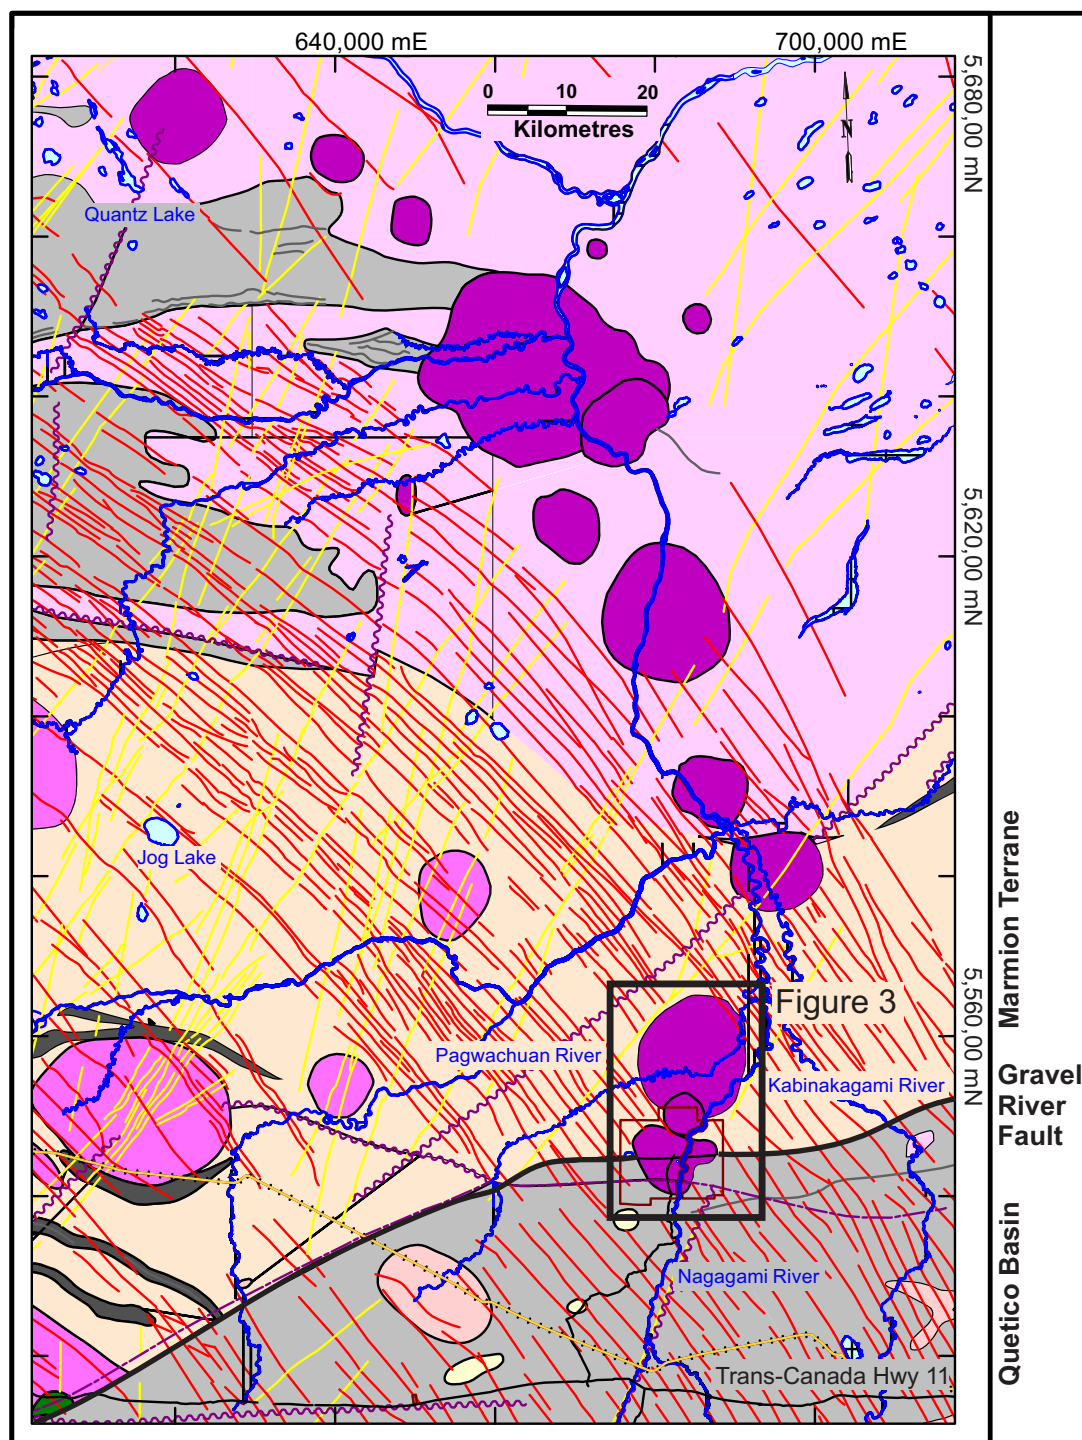 640,000 mE
700,000 mE
0 10 20
Kilometres
N
5,680,00 mN
Quantz Lake
5,620,00 mN
Jog Lake
Marmion Terrane
5,560,00 mN
Figure 3
Pagwachuan River
Kabinakagami River
Gravel
River
Fault
Nagagami River
Quetico Basin
Trans-Canada Hwy 11